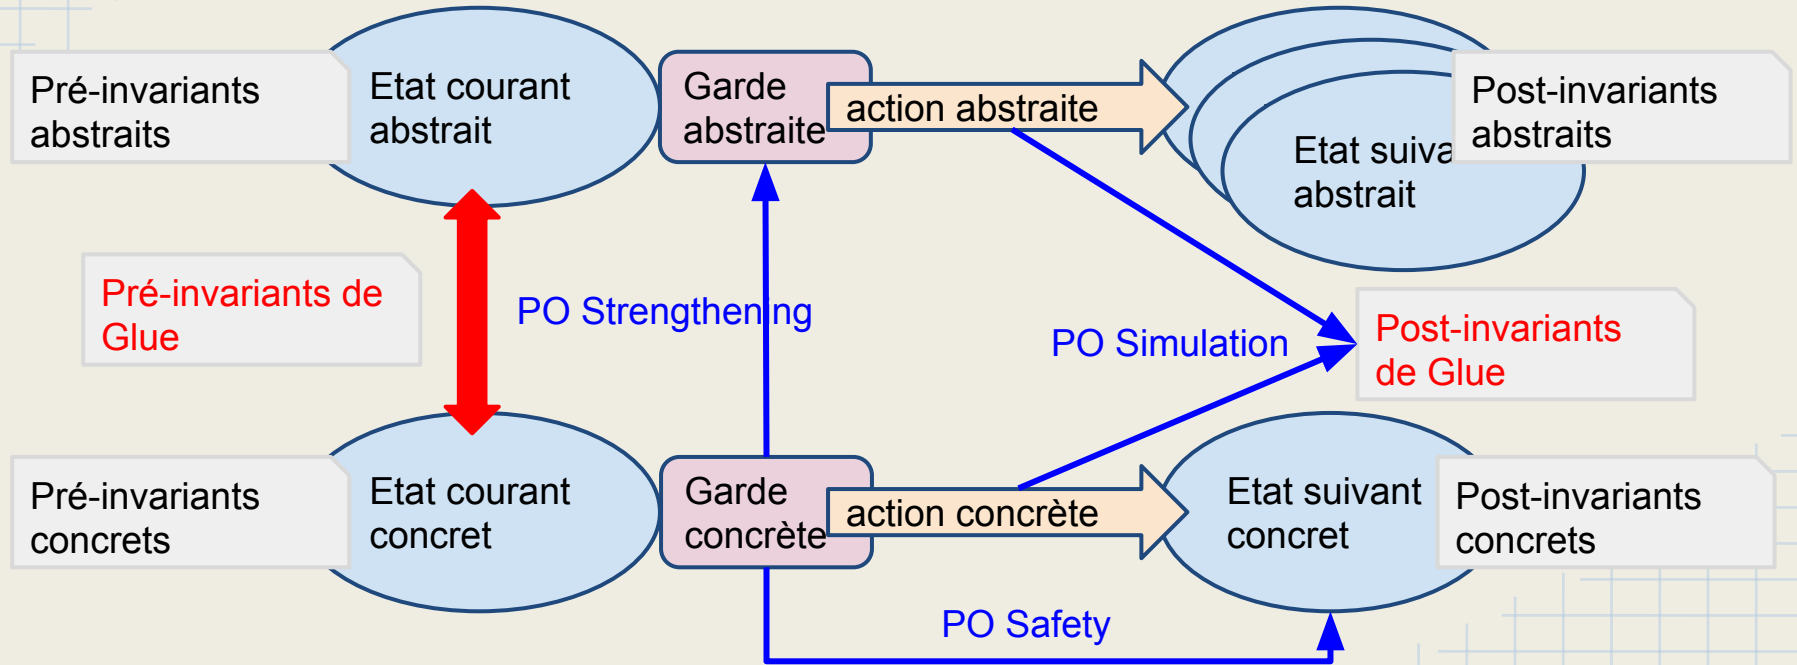 Pré-invariants
abstraits
Etat courant
abstrait
Garde
abstraite
action abstraite
Etat suiva
abstrait
Post-invariants
abstraits
Pré-invariants de
Glue
PO Strengthening
PO Simulation
Post-invariants
de Glue
Pré-invariants
concrets
Etat courant
concret
Garde
concrète
action concrète
Etat suivant
concret
Post-invariants
concrets
PO Safety